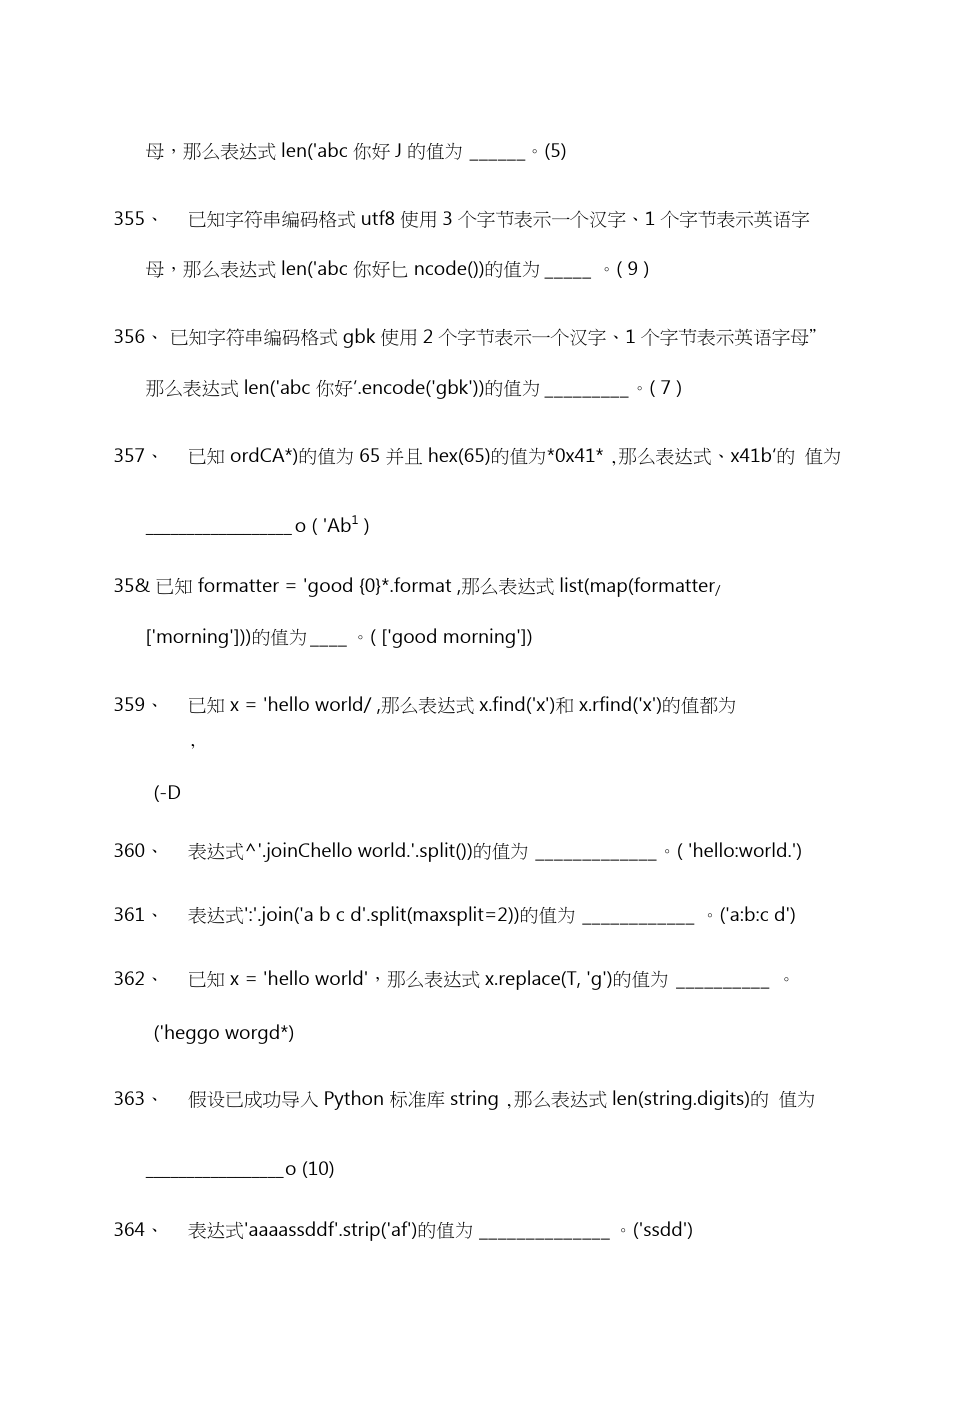 母，那么表达式 len('abc 你好 J 的值为 ______。(5)
355、 已知字符串编码格式 utf8 使用 3 个字节表示一个汉字、1 个字节表示英语字
母，那么表达式 len('abc 你好匕 ncode())的值为 _____ 。( 9 )
356、 已知字符串编码格式 gbk 使用 2 个字节表示一个汉字、1 个字节表示英语字母”
那么表达式 len('abc 你好‘.encode('gbk'))的值为 _________。( 7 )
357、 已知 ordCA*)的值为 65 并且 hex(65)的值为*0x41* ,那么表达式、x41b‘的 值为
________________o ( 'Ab1 )
35& 已知 formatter = 'good {0}*.format ,那么表达式 list(map(formatter/
['morning']))的值为____ 。( ['good morning'])
359、 已知 x = 'hello world/ ,那么表达式 x.find('x')和 x.rfind('x')的值都为
，
(-D
360、 表达式^'.joinChello world.'.split())的值为 _____________。( 'hello:world.')
361、 表达式':'.join('a b c d'.split(maxsplit=2))的值为 ____________ 。('a:b:c d')
362、 已知 x = 'hello world'，那么表达式 x.replace(T, 'g')的值为 __________ 。
('heggo worgd*)
363、 假设已成功导入 Python 标准库 string ,那么表达式 len(string.digits)的 值为
_______________o (10)
364、 表达式'aaaassddf'.strip('af')的值为 ______________ 。('ssdd')